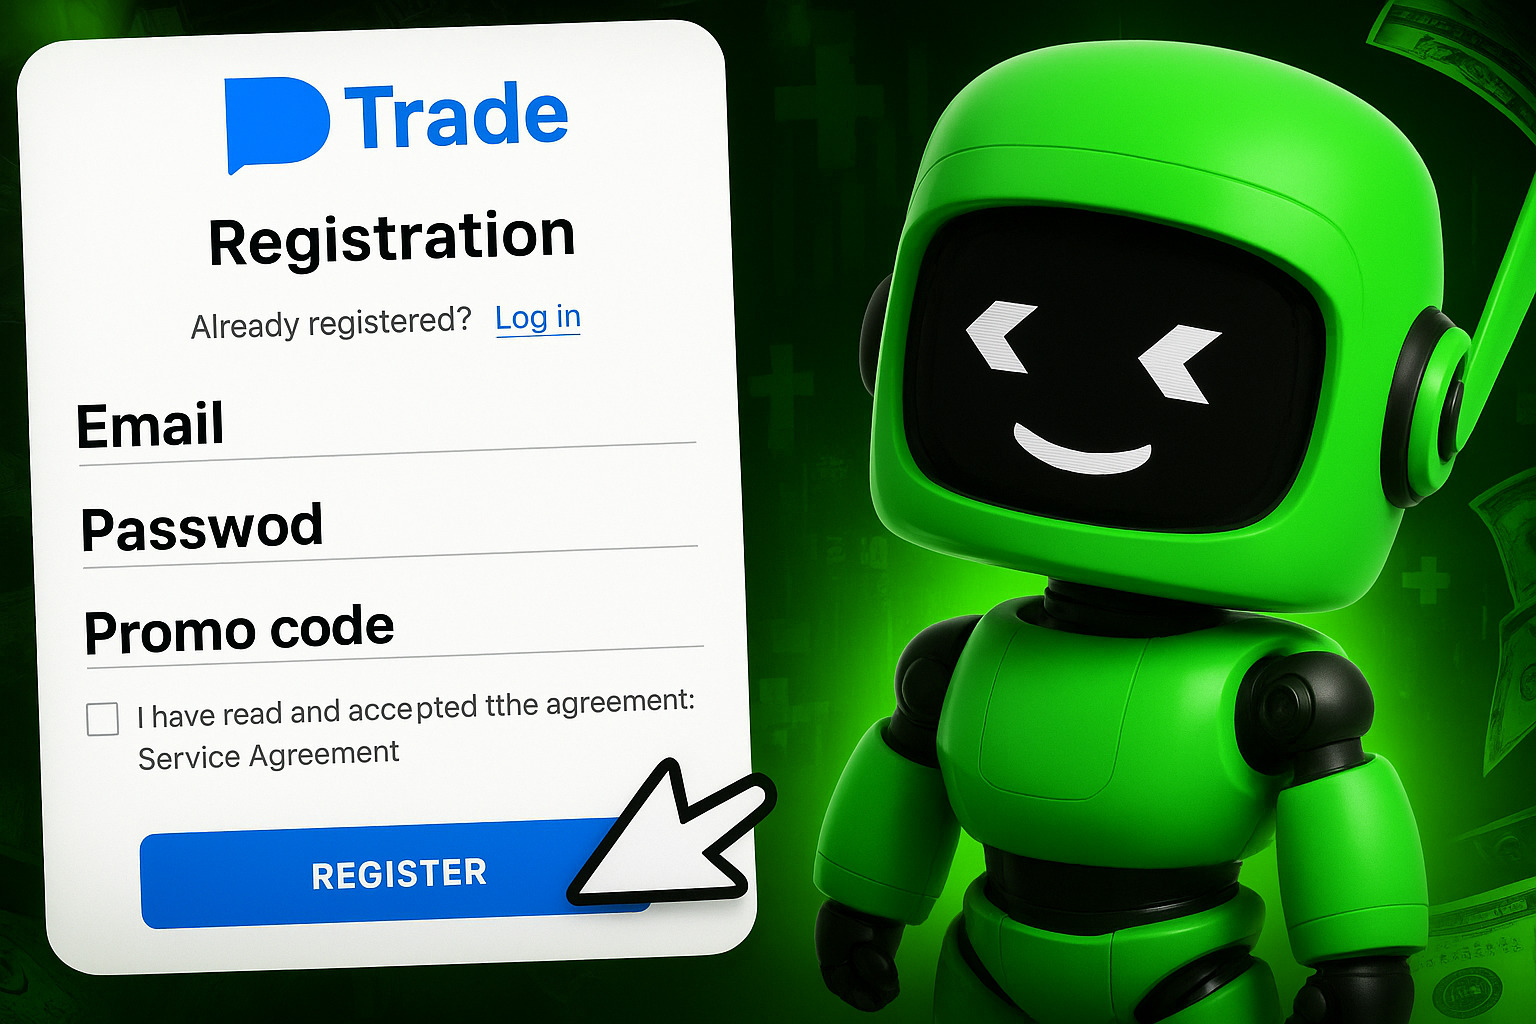 Trade
Registration
Already registered? Log in
Email
Passwod
Promo code
I have read and accepted tthe agreement:
Service Agreement
REGISTER